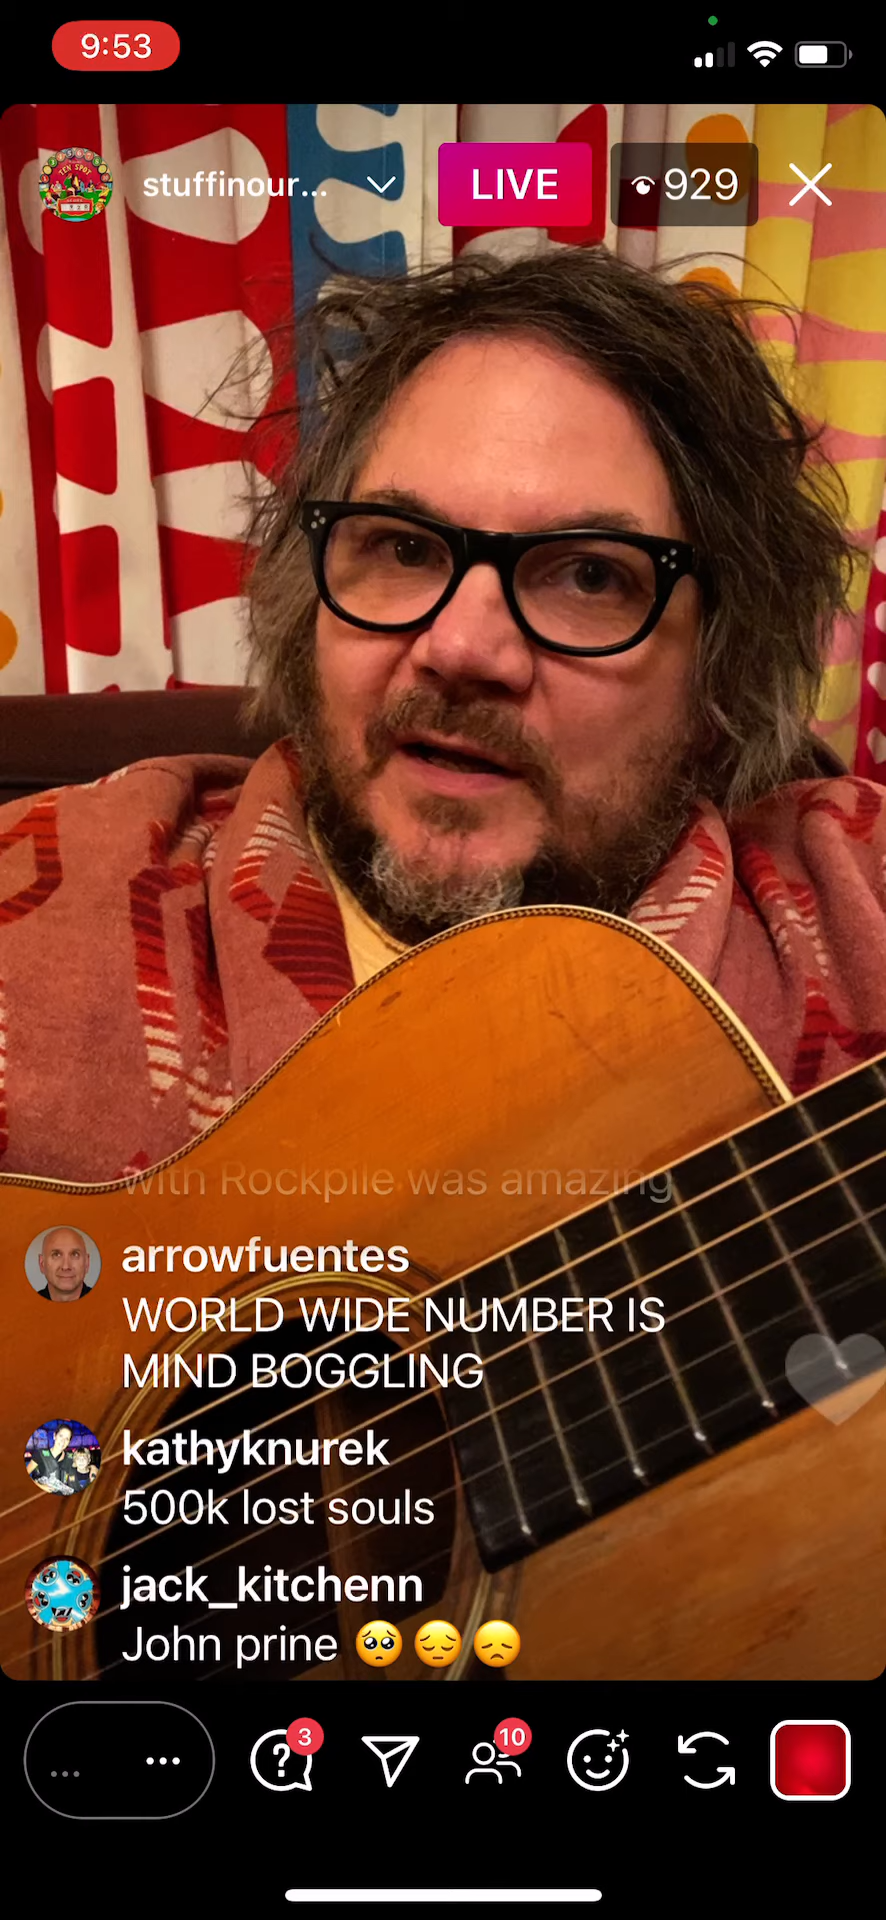 9:53
stuffinour...
LIVE
929
with Rockpile was amazing
arrowfuentes
WORLD WIDE NUMBER IS
MIND BOGGLING
kathyknurek
500k lost souls
jack_kitchenn
John prine 🥺😔😞
3
10